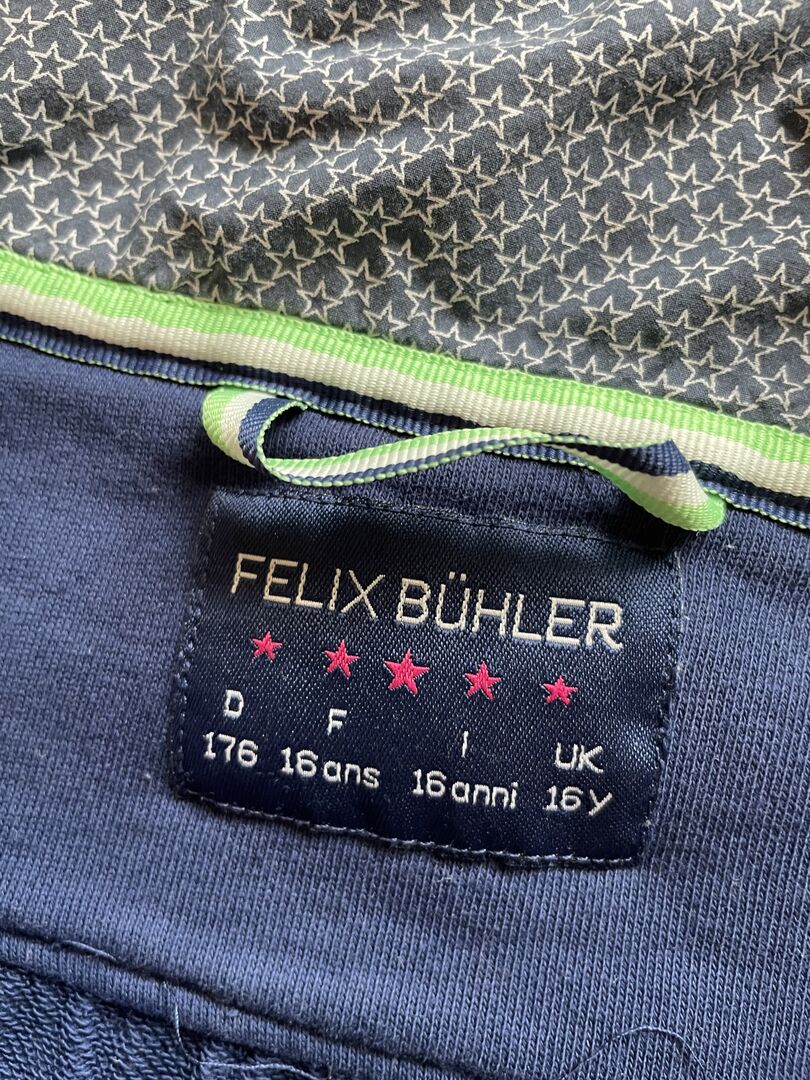 FELIX BÜHLER
D F I UK
176 16 ans 16 anni 16 y